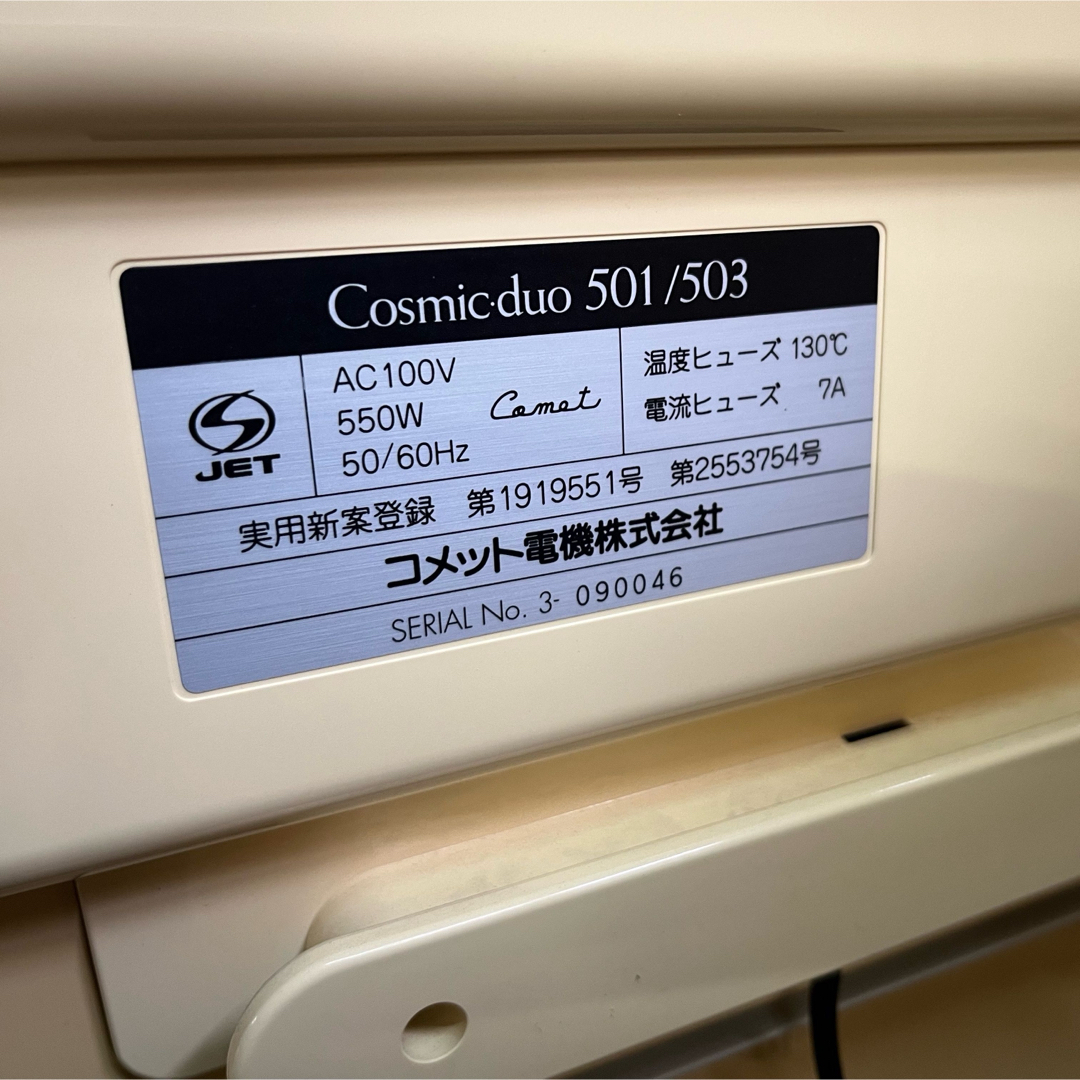 Cosmic·duo 501/503
JET
AC100V
550W
50/60Hz
Comet
温度ヒューズ 130℃
電流ヒューズ 7A
実用新案登録 第1919551号 第2553754号
コメット電機株式会社
SERIAL No. 3- 090046